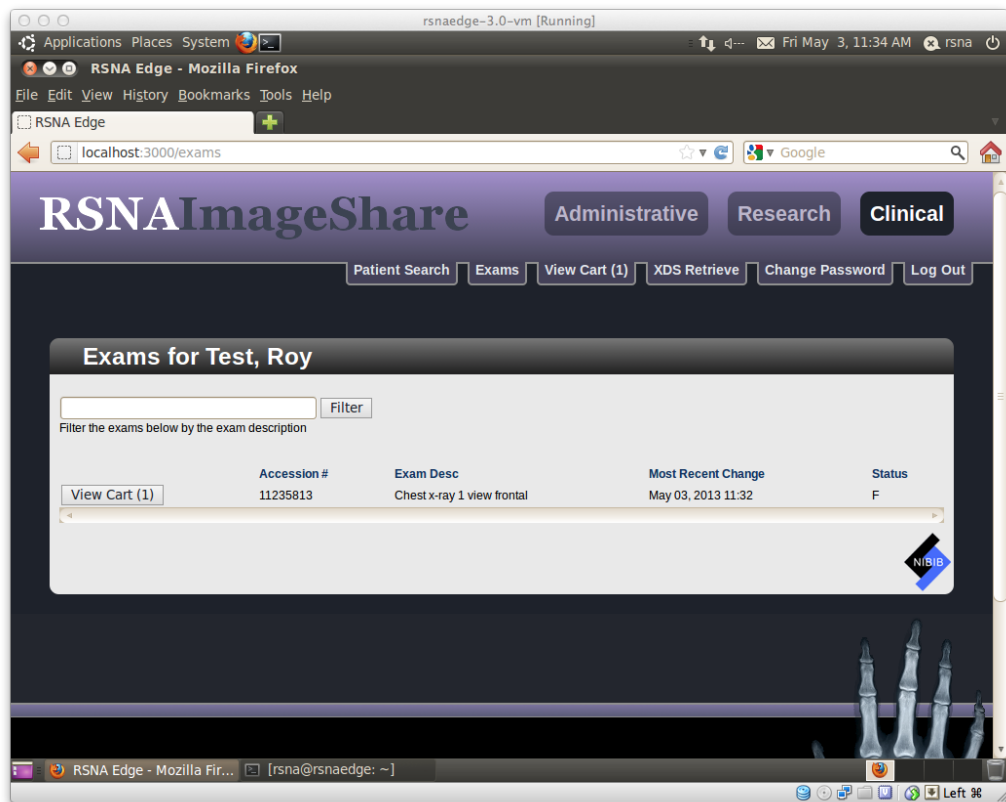 rsnaedge-3.0-vm [Running]
Applications Places System Fri May 3, 11:34 AM rsna
RSNA Edge - Mozilla Firefox
File Edit View History Bookmarks Tools Help
RSNA Edge
localhost:3000/exams Google
RSNAImageShare Administrative Research Clinical
Patient Search Exams View Cart (1) XDS Retrieve Change Password Log Out
Exams for Test, Roy
Filter
Filter the exams below by the exam description
Accession # Exam Desc Most Recent Change Status
View Cart (1) 11235813 Chest x-ray 1 view frontal May 03, 2013 11:32 F
NIBIB
RSNA Edge - Mozilla Fir... [rsna@rsnaedge: ~]
Left ⌘